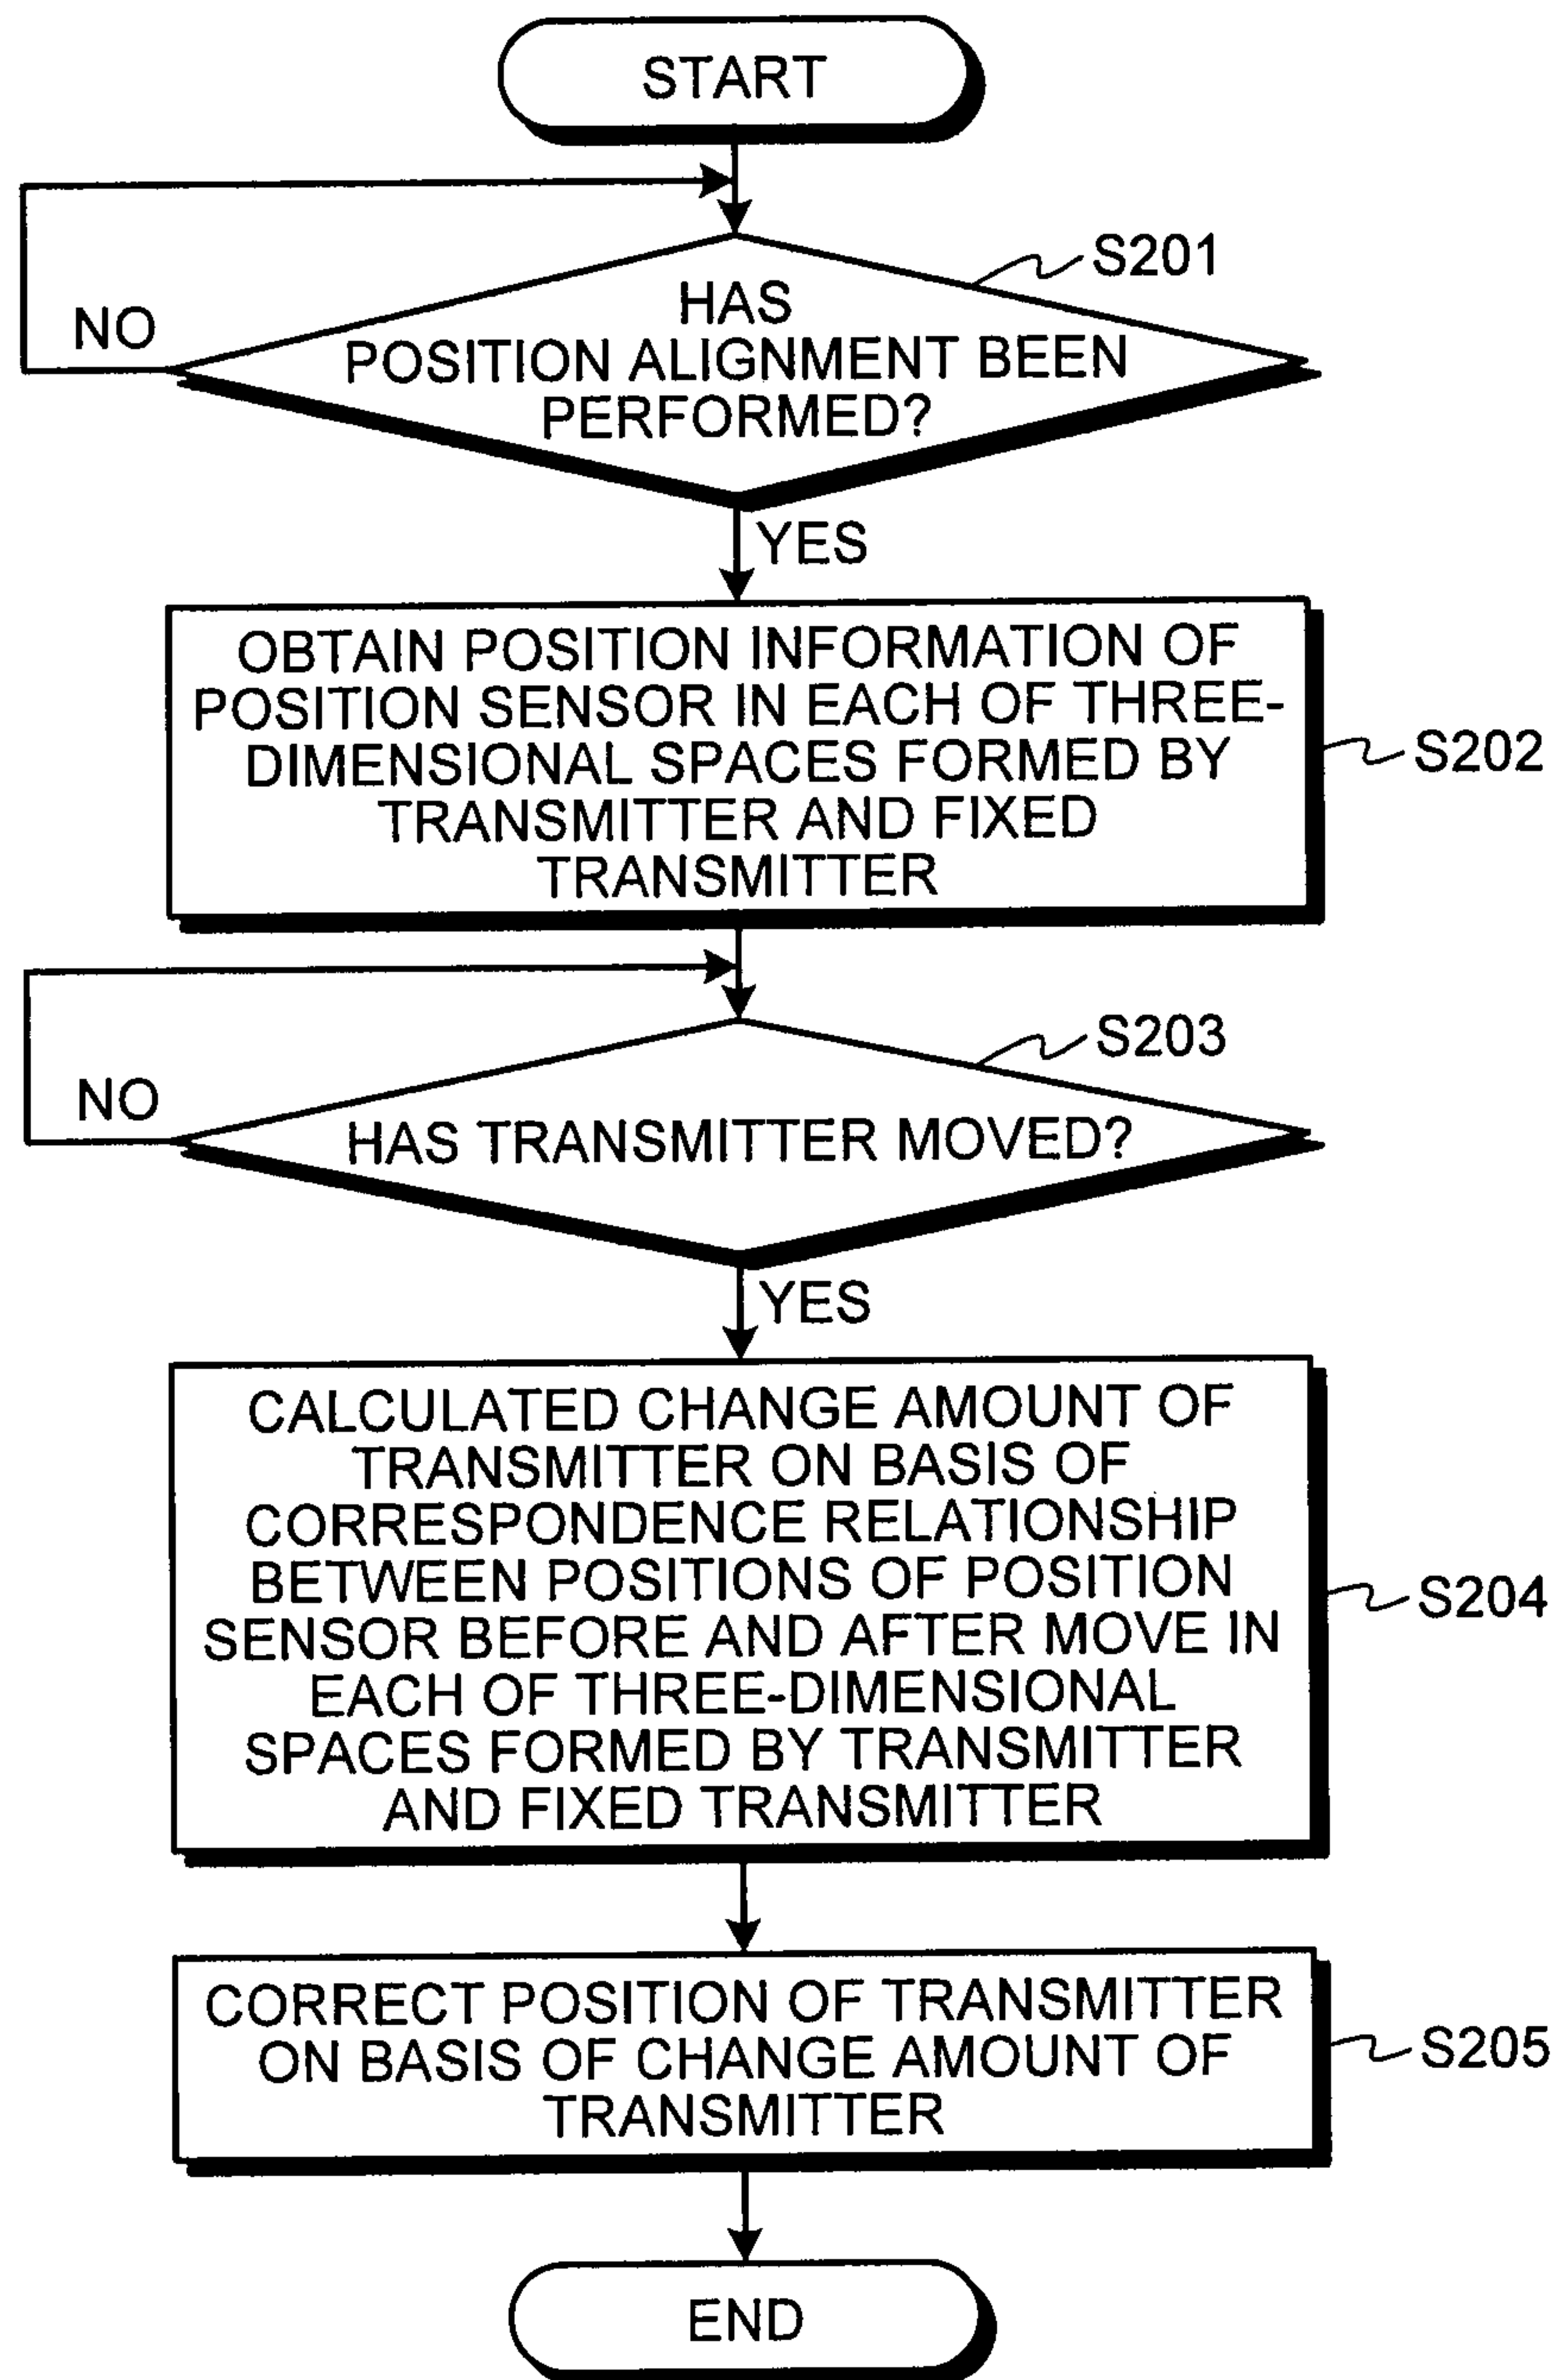 START
S201
HAS
POSITION ALIGNMENT BEEN
PERFORMED?
NO
YES
OBTAIN POSITION INFORMATION OF
POSITION SENSOR IN EACH OF THREE-
DIMENSIONAL SPACES FORMED BY
TRANSMITTER AND FIXED
TRANSMITTER
S202
S203
NO
HAS TRANSMITTER MOVED?
YES
CALCULATED CHANGE AMOUNT OF
TRANSMITTER ON BASIS OF
CORRESPONDENCE RELATIONSHIP
BETWEEN POSITIONS OF POSITION
SENSOR BEFORE AND AFTER MOVE IN
EACH OF THREE-DIMENSIONAL
SPACES FORMED BY TRANSMITTER
AND FIXED TRANSMITTER
S204
CORRECT POSITION OF TRANSMITTER
ON BASIS OF CHANGE AMOUNT OF
TRANSMITTER
S205
END